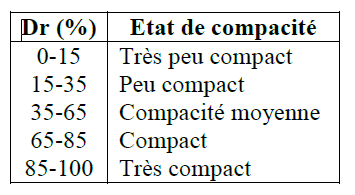 Dr (%) Etat de compacité
0-15 Très peu compact
15-35 Peu compact
35-65 Compacité moyenne
65-85 Compact
85-100 Très compact